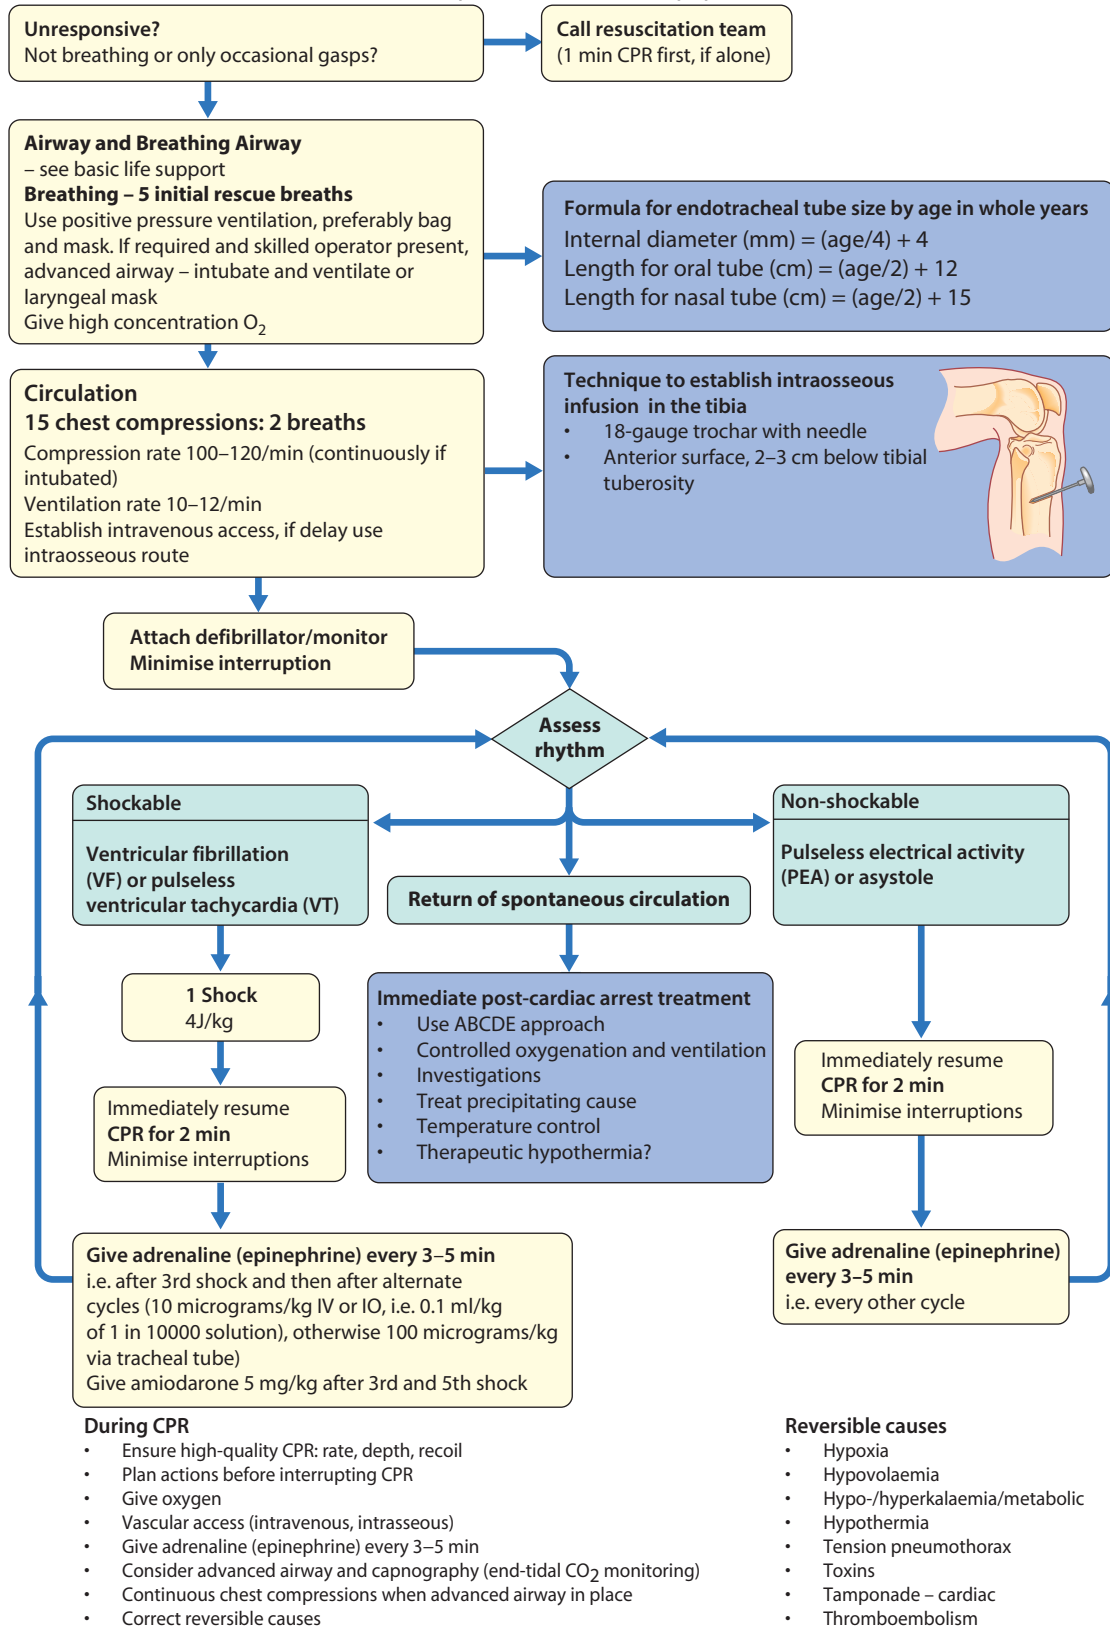 Unresponsive?
Not breathing or only occasional gasps?
Call resuscitation team
(1 min CPR first, if alone)
Airway and Breathing Airway
– see basic life support
Breathing – 5 initial rescue breaths
Use positive pressure ventilation, preferably bag
and mask. If required and skilled operator present,
advanced airway – intubate and ventilate or
laryngeal mask
Give high concentration O2
Formula for endotracheal tube size by age in whole years
Internal diameter (mm) = (age/4) + 4
Length for oral tube (cm) = (age/2) + 12
Length for nasal tube (cm) = (age/2) + 15
Circulation
15 chest compressions: 2 breaths
Compression rate 100–120/min (continuously if
intubated)
Ventilation rate 10–12/min
Establish intravenous access, if delay use
intraosseous route
Technique to establish intraosseous
infusion in the tibia
• 18-gauge trochar with needle
• Anterior surface, 2–3 cm below tibial
tuberosity
Attach defibrillator/monitor
Minimise interruption
Assess
rhythm
Shockable
Ventricular fibrillation
(VF) or pulseless
ventricular tachycardia (VT)
Return of spontaneous circulation
Non-shockable
Pulseless electrical activity
(PEA) or asystole
1 Shock
4J/kg
Immediately resume
CPR for 2 min
Minimise interruptions
Immediate post-cardiac arrest treatment
• Use ABCDE approach
• Controlled oxygenation and ventilation
• Investigations
• Treat precipitating cause
• Temperature control
• Therapeutic hypothermia?
Immediately resume
CPR for 2 min
Minimise interruptions
Give adrenaline (epinephrine) every 3–5 min
i.e. after 3rd shock and then after alternate
cycles (10 micrograms/kg IV or IO, i.e. 0.1 ml/kg
of 1 in 10000 solution), otherwise 100 micrograms/kg
via tracheal tube)
Give amiodarone 5 mg/kg after 3rd and 5th shock
Give adrenaline (epinephrine)
every 3–5 min
i.e. every other cycle
During CPR
• Ensure high-quality CPR: rate, depth, recoil
• Plan actions before interrupting CPR
• Give oxygen
• Vascular access (intravenous, intrasseous)
• Give adrenaline (epinephrine) every 3–5 min
• Consider advanced airway and capnography (end-tidal CO2 monitoring)
• Continuous chest compressions when advanced airway in place
• Correct reversible causes
Reversible causes
• Hypoxia
• Hypovolaemia
• Hypo-/hyperkalaemia/metabolic
• Hypothermia
• Tension pneumothorax
• Toxins
• Tamponade – cardiac
• Thromboembolism